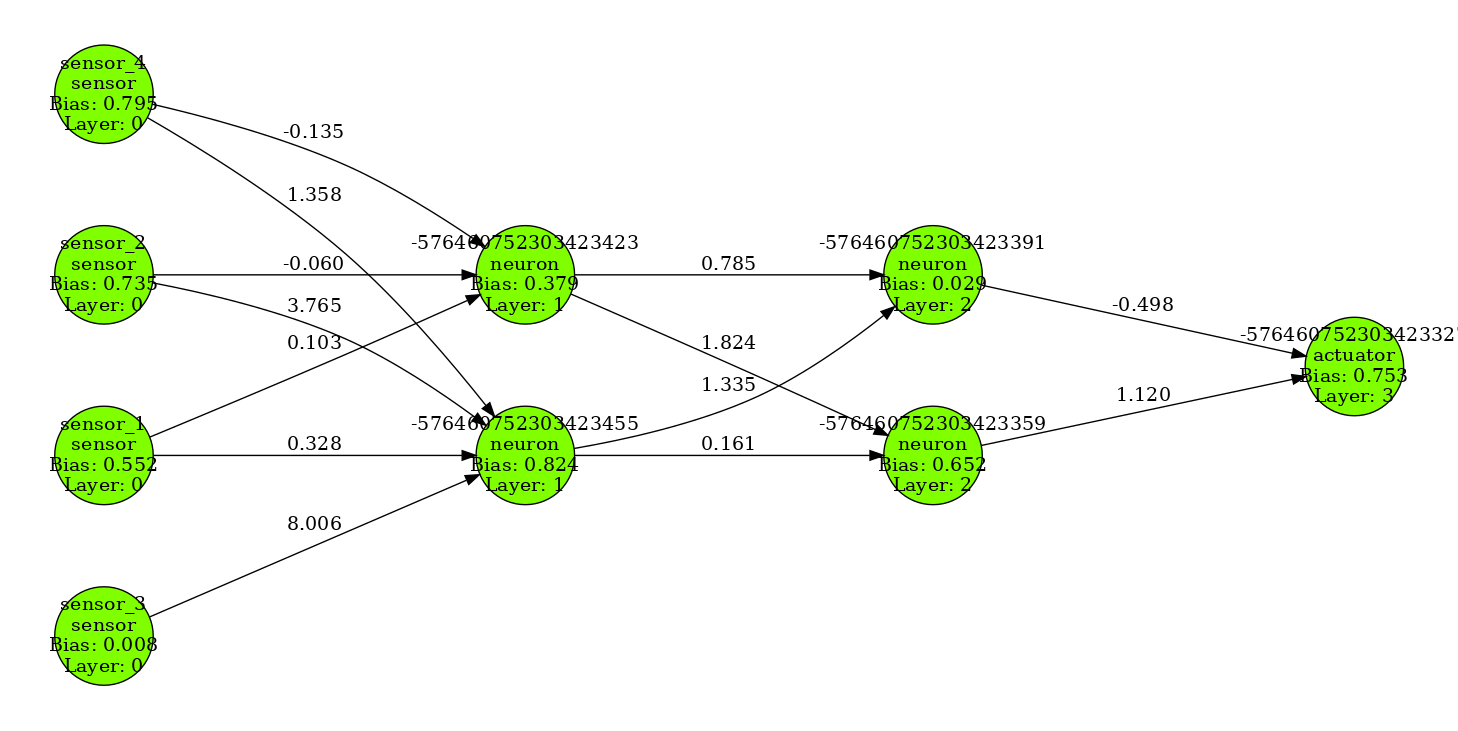 sensor_4
sensor
Bias: 0.795
Layer: 0
-0.135
1.358
sensor_2
sensor
Bias: 0.735
Layer: 0
-0.060
3.765
0.103
sensor_1
sensor
Bias: 0.552
Layer: 0
0.328
8.006
sensor_3
sensor
Bias: 0.008
Layer: 0
-576460752303423423
neuron
Bias: 0.379
Layer: 1
0.785
1.824
1.335
-576460752303423455
neuron
Bias: 0.824
Layer: 1
0.161
-576460752303423391
neuron
Bias: 0.029
Layer: 2
-0.498
-576460752303423359
neuron
Bias: 0.652
Layer: 2
1.120
actuator
Bias: 0.753
Layer: 3